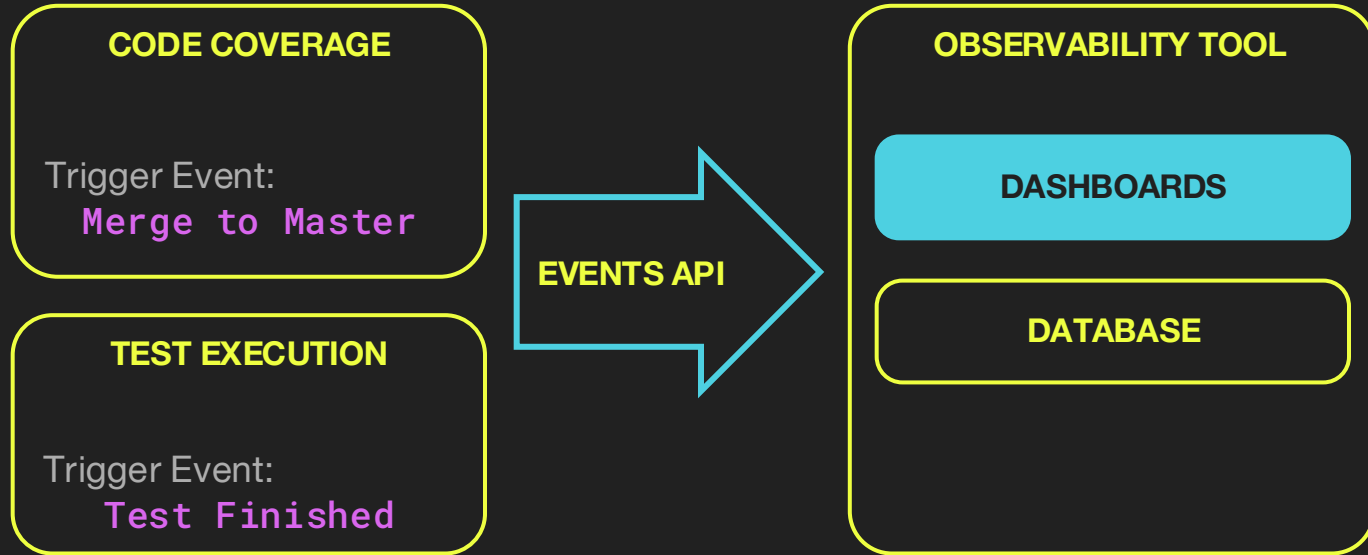 CODE COVERAGE
Trigger Event:
Merge to Master
TEST EXECUTION
Trigger Event:
Test Finished
EVENTS API
OBSERVABILITY TOOL
DASHBOARDS
DATABASE